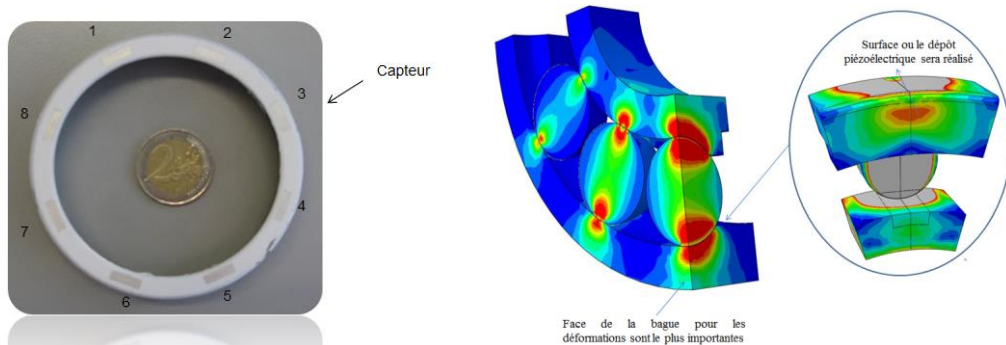 1
2
3
4
5
6
7
8
Capteur
Surface ou le dépôt
piézoélectrique sera réalisé
Face de la bague pour les
déformations sont le plus importantes